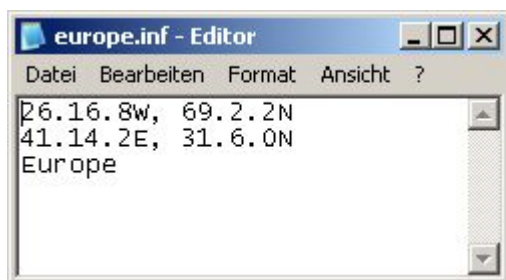 europe.inf - Editor
Datei Bearbeiten Format Ansicht ?
26.16.8W, 69.2.2N
41.14.2E, 31.6.0N
Europe